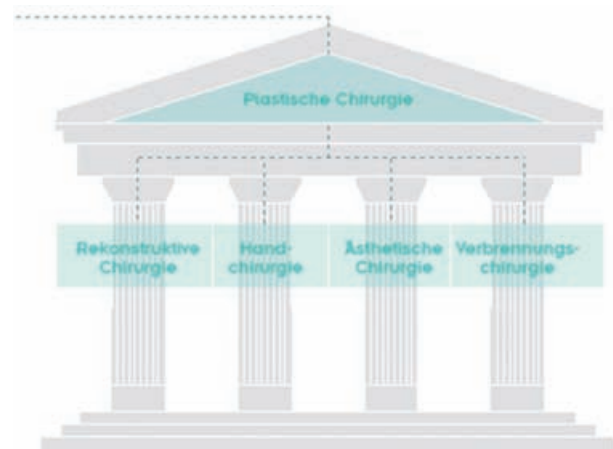 Plastische Chirurgie
Rekonstruktive
Chirurgie
Hand-
chirurgie
Ästhetische
Chirurgie
Verbrennungs-
chirurgie